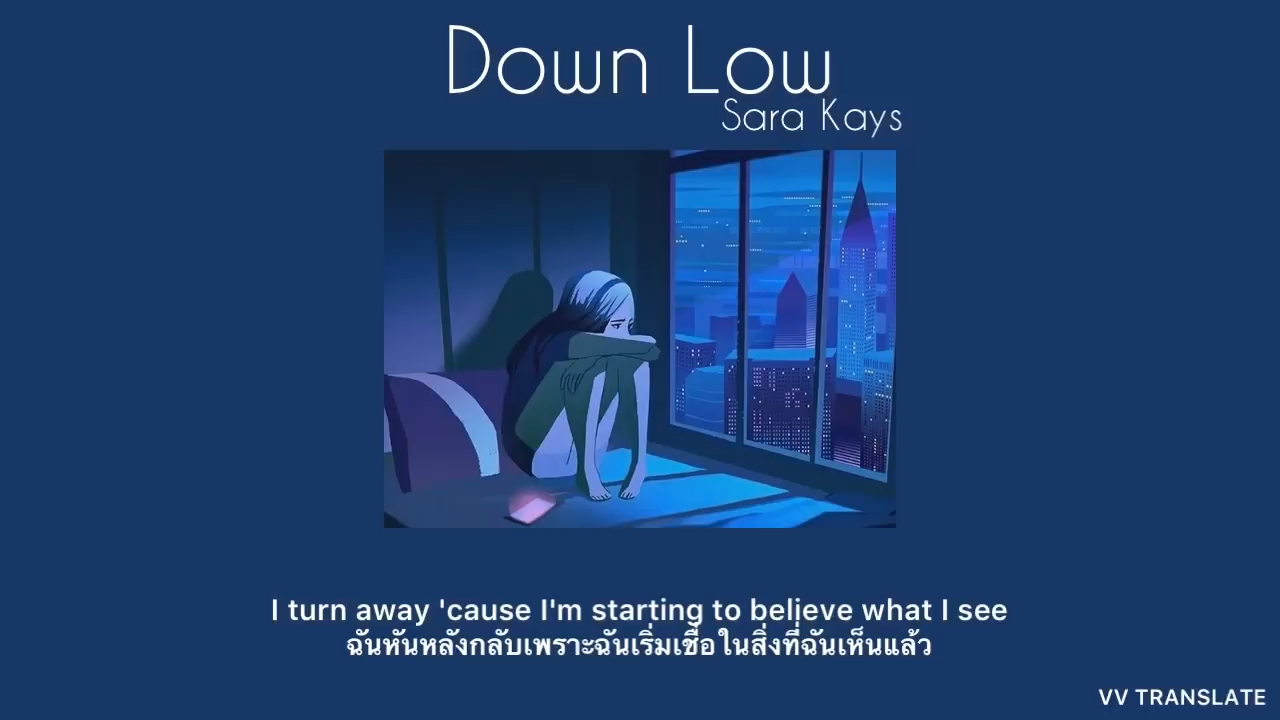 Down Low
Sara Kays
I turn away 'cause I'm starting to believe what I see
ฉันหันหลังกลับเพราะฉันเริ่มเชื่อในสิ่งที่ฉันเห็นแล้ว
VV TRANSLATE